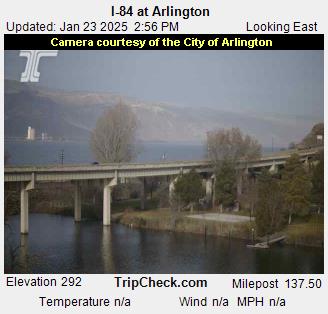 I-84 at Arlington
Updated: Jan 23 2025 2:56 PM Looking East
Camera courtesy of the City of Arlington
Elevation 292 TripCheck.com Milepost 137.50
Temperature n/a Wind n/a MPH n/a